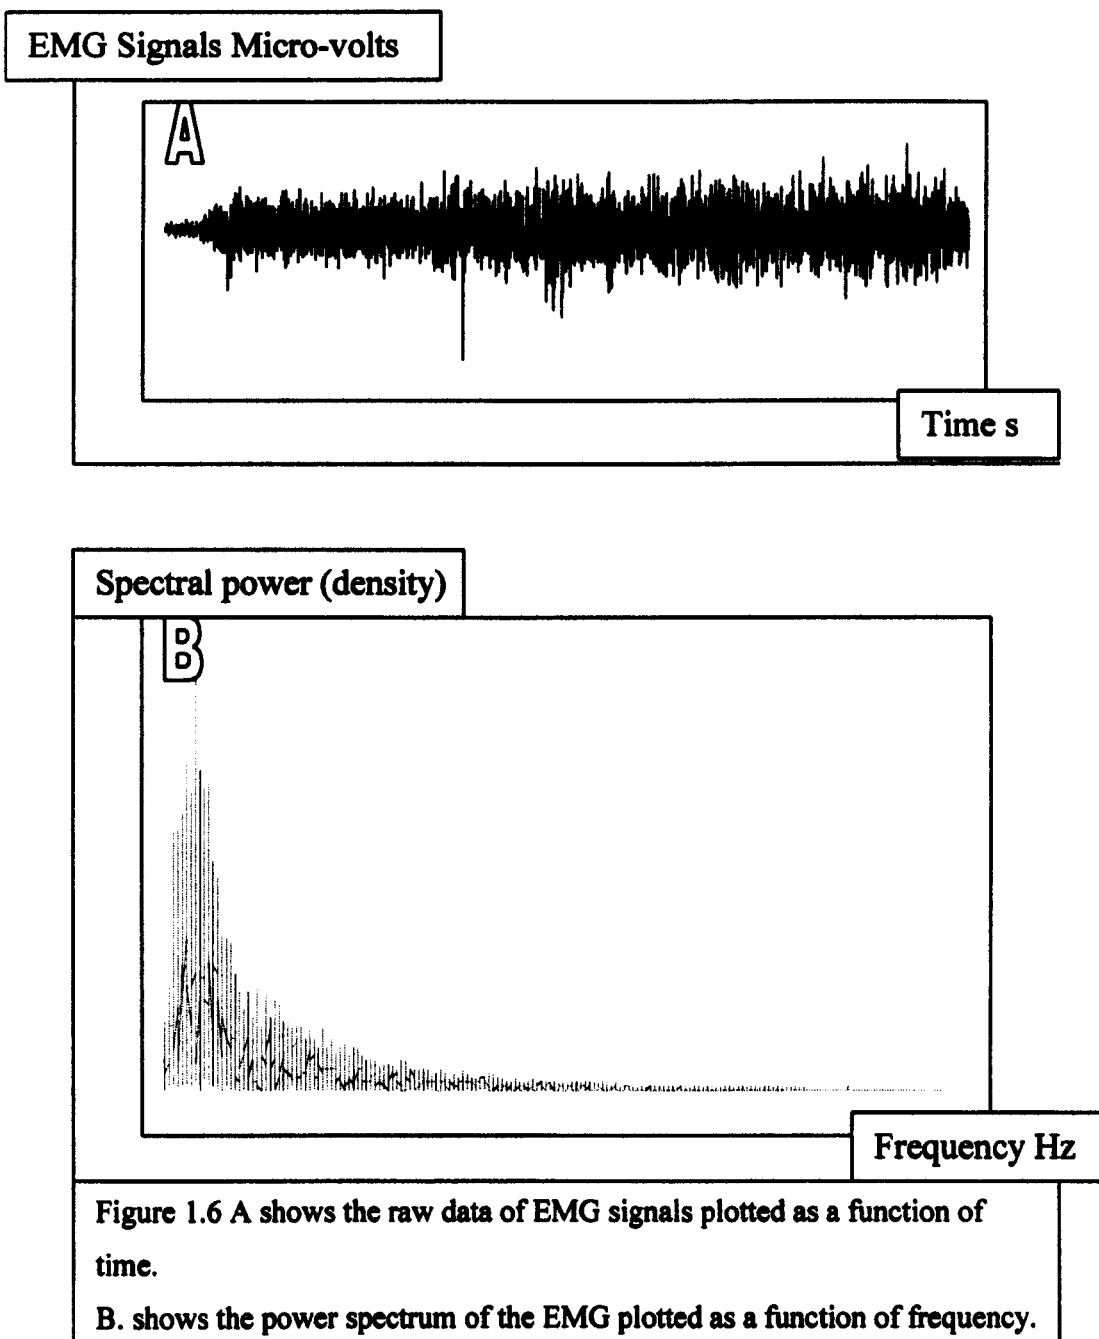 EMG Signals Micro-volts
A
Time s
Spectral power (density)
B
Frequency Hz
Figure 1.6 A shows the raw data of EMG signals plotted as a function of
time.
B. shows the power spectrum of the EMG plotted as a function of frequency.